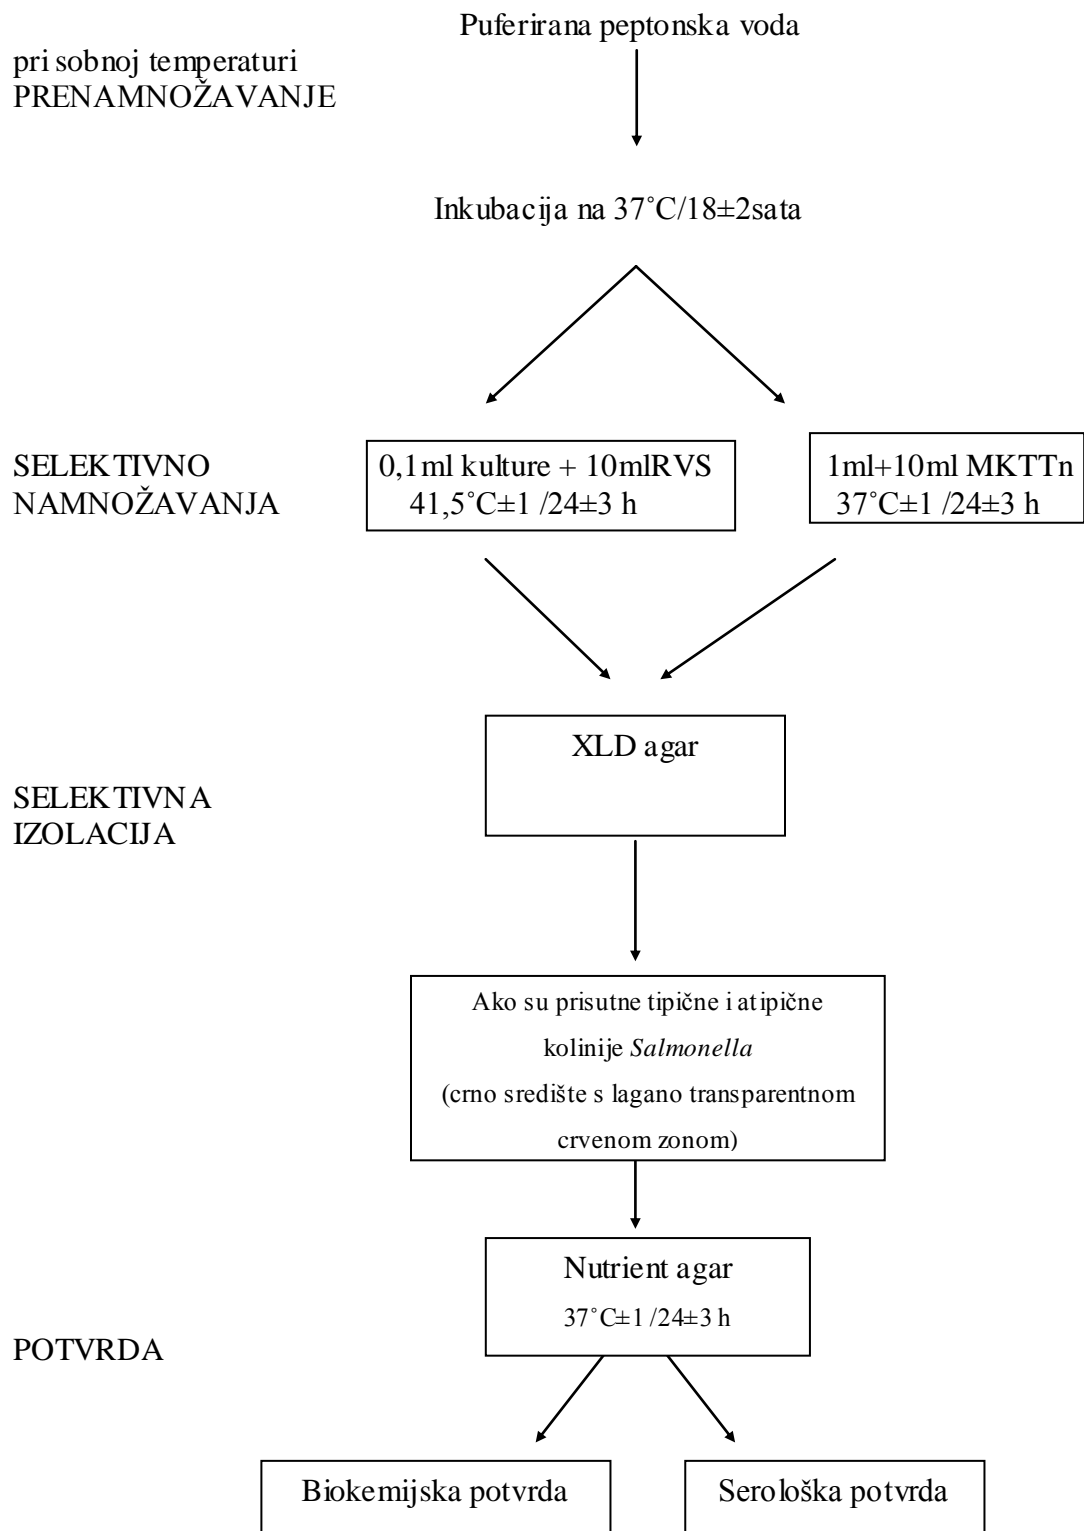 Puferirana peptonska voda
pri sobnoj temperaturi
PRENAMNOŽAVANJE
Inkubacija na 37˚C/18±2sata
SELEKTIVNO
NAMNOŽAVANJA
0,1ml kulture + 10mlRVS
41,5˚C±1 /24±3 h
1ml+10ml MKTTn
37˚C±1 /24±3 h
XLD agar
SELEKTIVNA
IZOLACIJA
Ako su prisutne tipične i atipične
kolinije Salmonella
(crno središte s lagano transparentnom
crvenom zonom)
Nutrient agar
37˚C±1 /24±3 h
POTVRDA
Biokemijska potvrda
Serološka potvrda